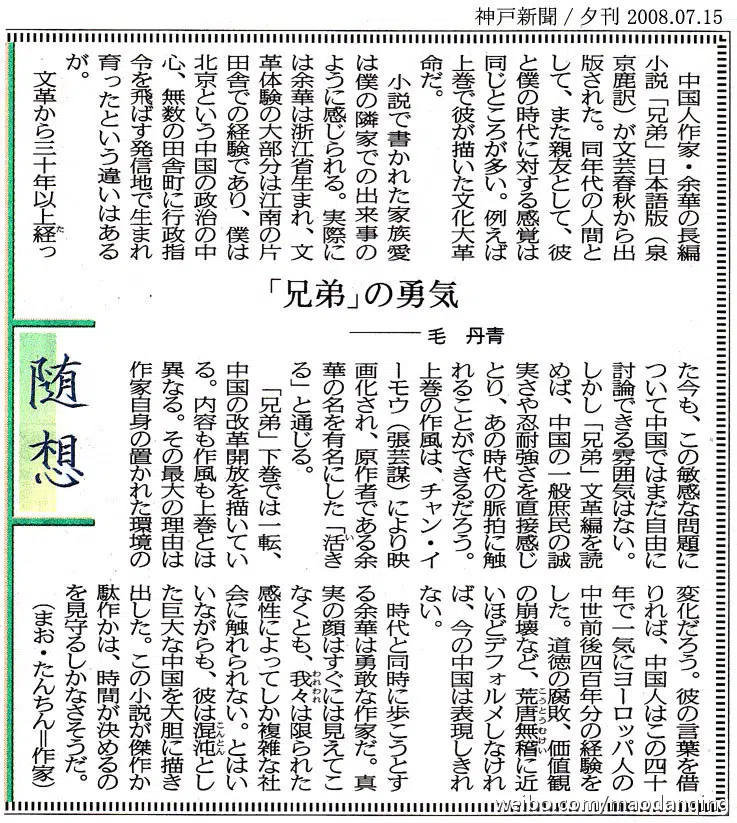 神戸新聞/夕刊 2008.07.15
「兄弟」の勇気
―― 毛 丹青
随想
中国人作家・余華の長編
小説「兄弟」日本語版（泉
京鹿訳）が文芸春秋から出
版された。同年代の人間と
して、また親友として、彼
と僕の時代に対する感覚は
同じところが多い。例えば
上巻で彼が描いた文化大革
命だ。
小説で書かれた家族愛
は僕の隣家での出来事の
ように感じられる。実際に
は余華は浙江省生まれ、文
革体験の大部分は江南の片
田舎での経験であり、僕は
北京という中国の政治の中
心、無数の田舎町に行政指
令を飛ばす発信地で生まれ
育ったという違いはある
が。
文革から三十年以上経（た）っ
た今も、この敏感な問題に
ついて中国ではまだ自由に
討論できる雰囲気はない。
しかし「兄弟」文革編を読
めば、中国の一般庶民の誠
実さや忍耐強さを直接感じ
とり、あの時代の脈拍に触
れることができるだろう。
上巻の作風は、チャン・イ
ーモウ（張芸謀）により映
画化され、原作者である余
華の名を有名にした「活（い）き
る」と通じる。
「兄弟」下巻では一転、
中国の改革開放を描いてい
る。内容も作風も上巻とは
異なる。その最大の理由は
作家自身の置かれた環境の
変化だろう。彼の言葉を借
りれば、中国人はこの四十
年で一気にヨーロッパ人の
中世前後四百年分の経験を
した。道徳の腐敗、価値観
の崩壊など、荒唐無稽（こうとうむけい）に近
いほどデフォルメしなけれ
ば、今の中国は表現しきれ
ない。
時代と同時に歩こうとす
る余華は勇敢な作家だ。真
実の顔はすぐには見えてこ
なくとも、我々（われわれ）は限られた
感性によってしか複雑な社
会に触れられない。とはい
いながらも、彼は混沌（こんとん）とし
た巨大な中国を大胆に描き
出した。この小説が傑作か
駄作かは、時間が決めるの
を見守るしかなさそうだ。
（まお・たんちん＝作家）
weibo.com/maodanqing